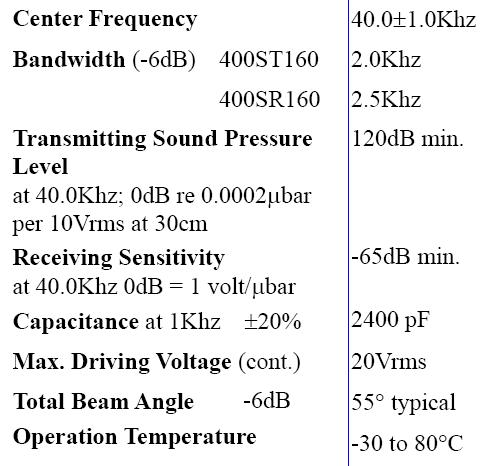 Center Frequency 40.0±1.0Khz
Bandwidth (-6dB) 400ST160 2.0Khz
400SR160 2.5Khz
Transmitting Sound Pressure 120dB min.
Level
at 40.0Khz; 0dB re 0.0002μbar
per 10Vrms at 30cm
Receiving Sensitivity -65dB min.
at 40.0Khz 0dB = 1 volt/μbar
Capacitance at 1Khz ±20% 2400 pF
Max. Driving Voltage (cont.) 20Vrms
Total Beam Angle -6dB 55° typical
Operation Temperature -30 to 80°C